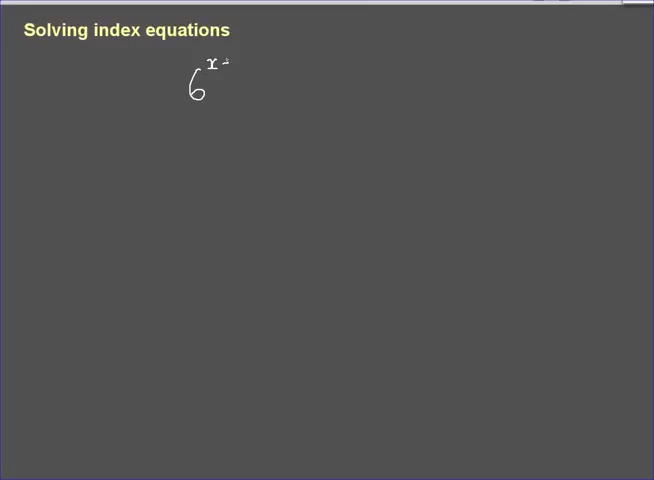 Solving index equations
6^x-